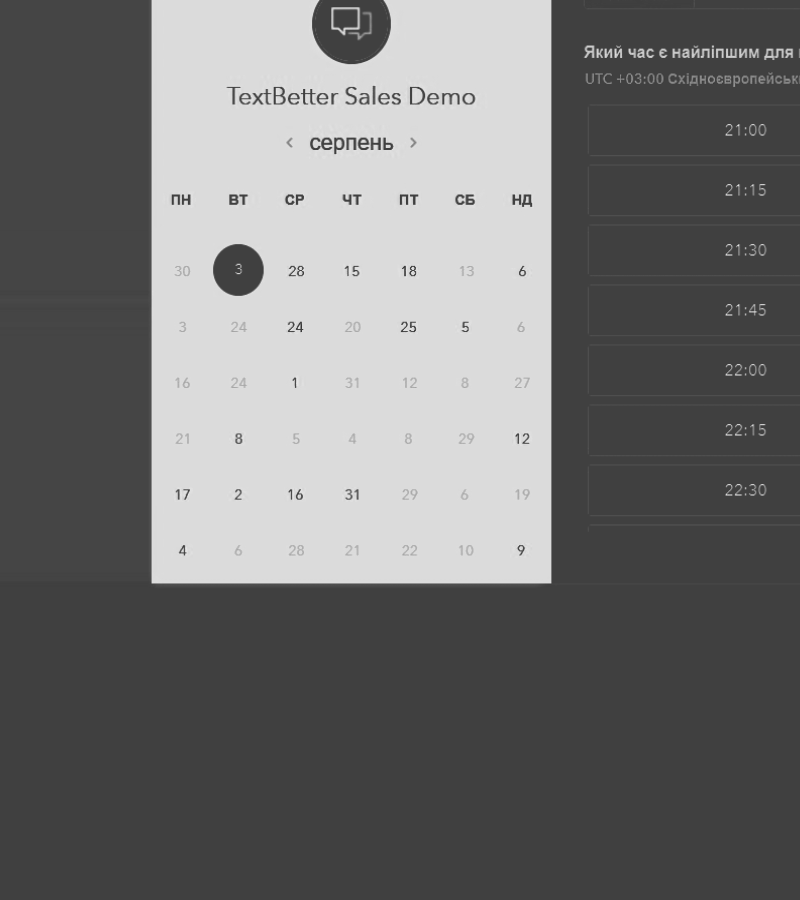 TextBetter Sales Demo
< серпень >
ПН ВТ СР ЧТ ПТ СБ НД
30 3 28 15 18 13 6
3 24 24 20 25 5 6
16 24 1 31 12 8 27
21 8 5 4 8 29 12
17 2 16 31 29 6 19
4 6 28 21 22 10 9
Який час є найліпшим для
UTC +03:00
21:00
21:15
21:30
21:45
22:00
22:15
22:30